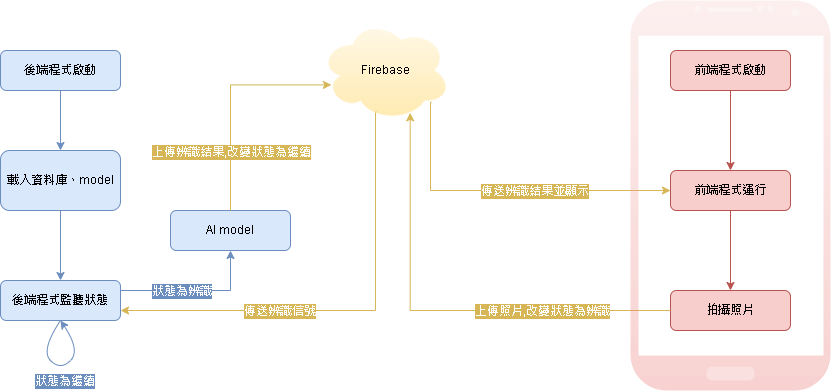 後端程式啟動
載入資料庫、model
後端程式監聽狀態
狀態為繼續
狀態為辨識
AI model
上傳辨識結果,改變狀態為繼續
Firebase
傳送辨識信號
傳送辨識結果並顯示
上傳照片,改變狀態為辨識
前端程式啟動
前端程式運行
拍攝照片